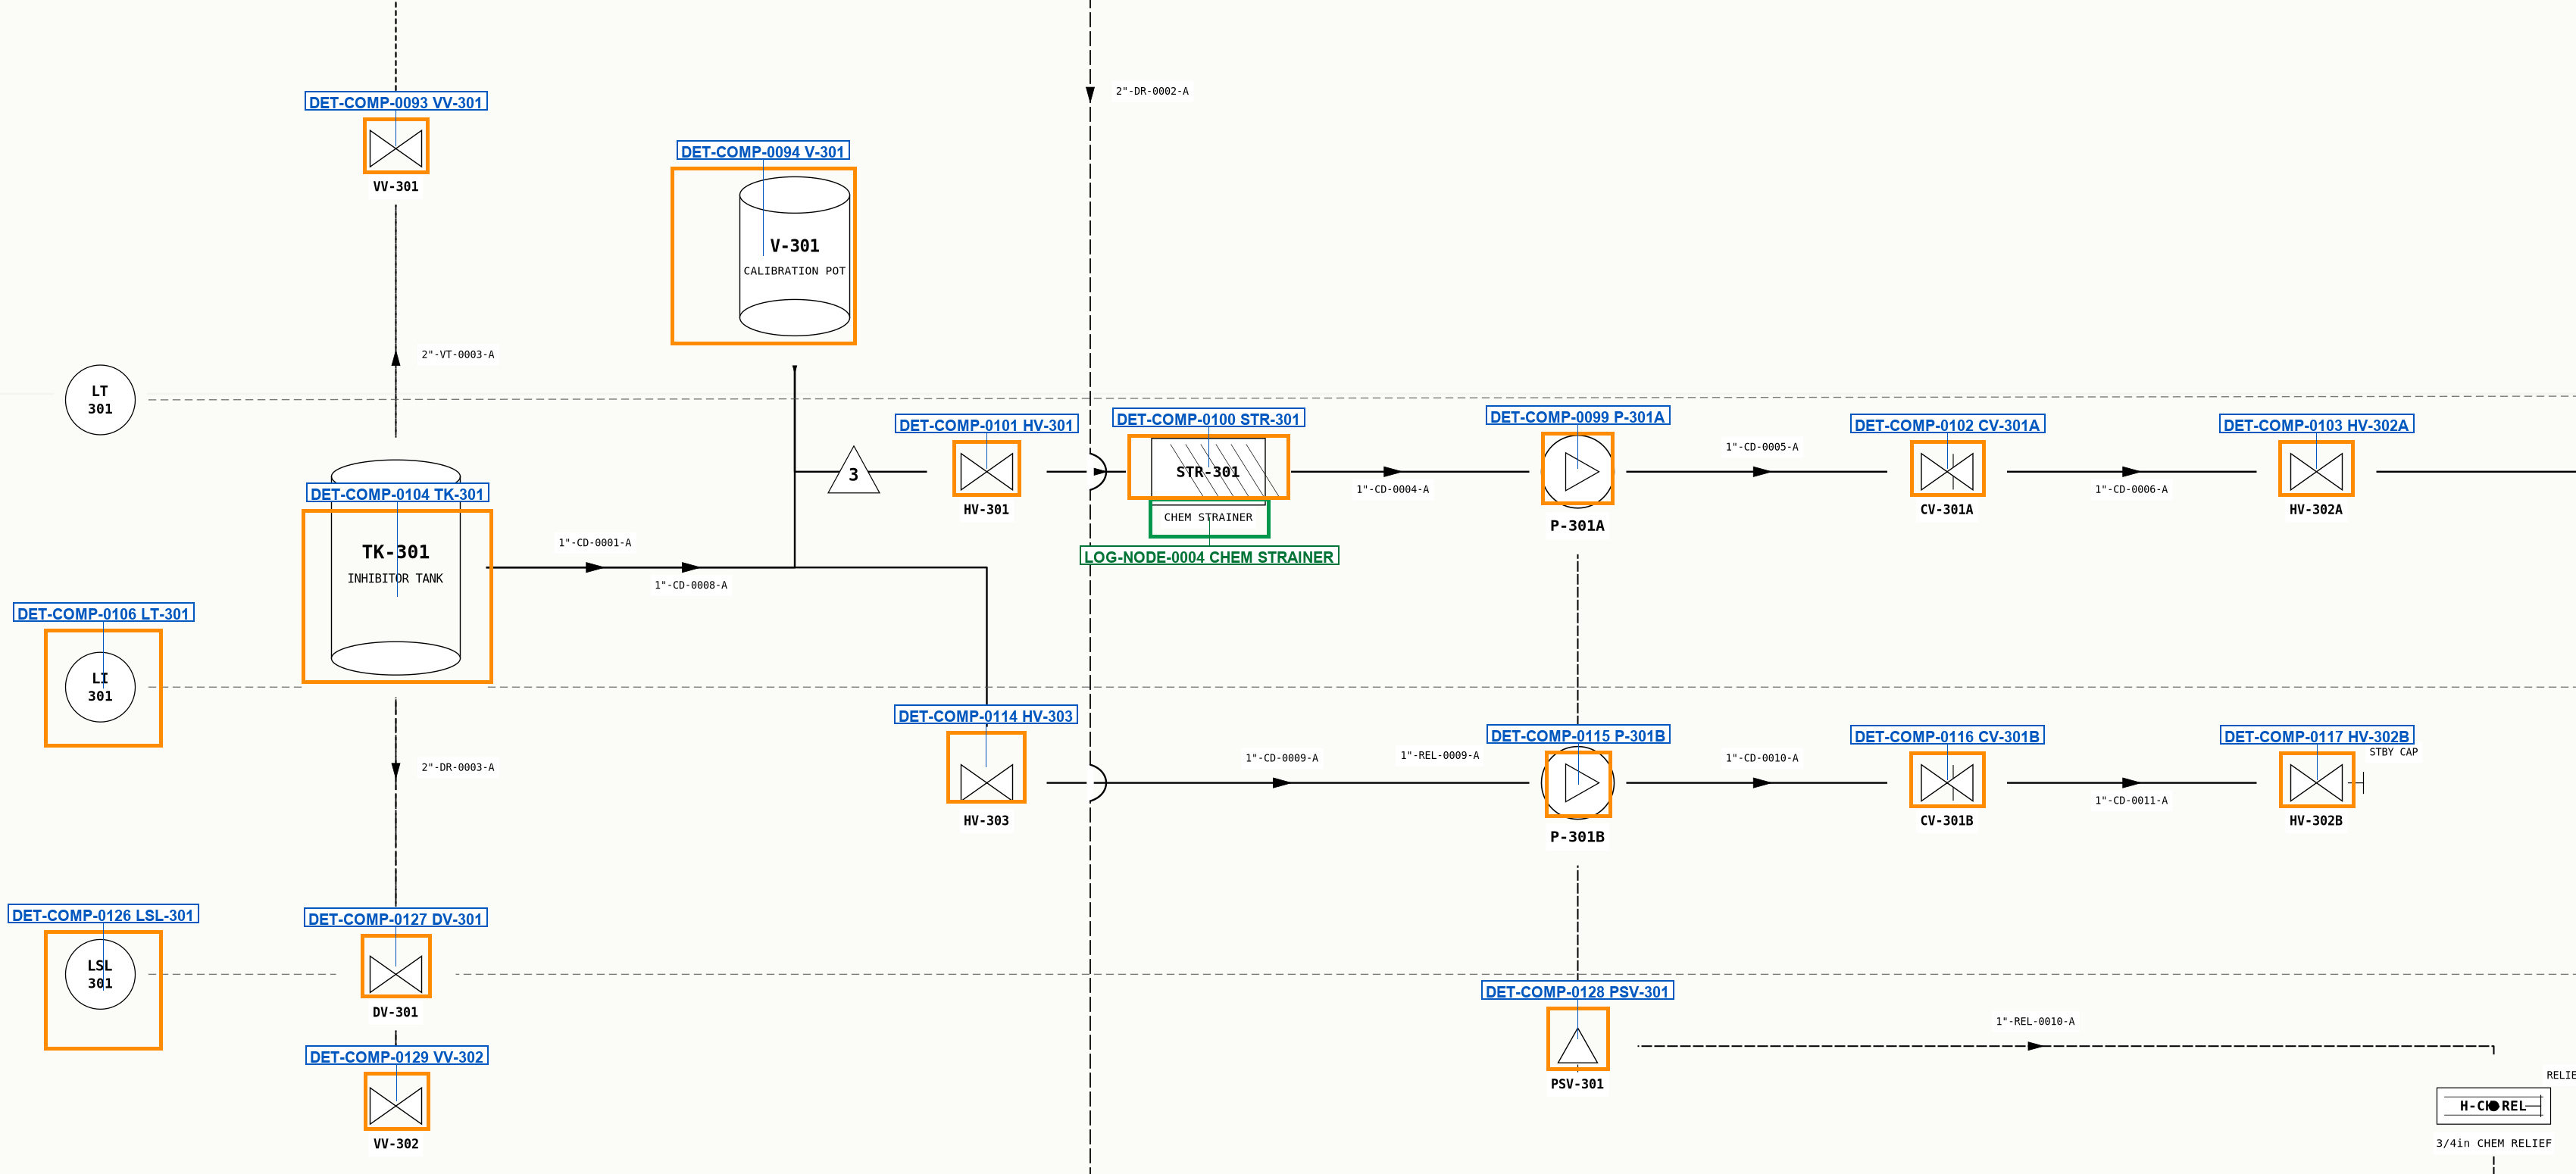 2"-DR-0002-A
DET-COMP-0093 VV-301
VV-301
DET-COMP-0094 V-301
V-301
CALIBRATION POT
2"-VT-0003-A
LT
301
DET-COMP-0101 HV-301
HV-301
3
DET-COMP-0100 STR-301
STR-301
CHEM STRAINER
LOG-NODE-0004 CHEM STRAINER
1"-CD-0004-A
DET-COMP-0099 P-301A
P-301A
1"-CD-0005-A
DET-COMP-0102 CV-301A
CV-301A
1"-CD-0006-A
DET-COMP-0103 HV-302A
HV-302A
DET-COMP-0104 TK-301
TK-301
INHIBITOR TANK
1"-CD-0001-A
1"-CD-0008-A
DET-COMP-0106 LT-301
LI
301
2"-DR-0003-A
DET-COMP-0114 HV-303
HV-303
1"-CD-0009-A
1"-REL-0009-A
DET-COMP-0115 P-301B
P-301B
1"-CD-0010-A
DET-COMP-0116 CV-301B
CV-301B
1"-CD-0011-A
DET-COMP-0117 HV-302B
STBY CAP
HV-302B
DET-COMP-0126 LSL-301
LSL
301
DET-COMP-0127 DV-301
DV-301
DET-COMP-0129 VV-302
VV-302
DET-COMP-0128 PSV-301
PSV-301
1"-REL-0010-A
3/4in CHEM RELIEF